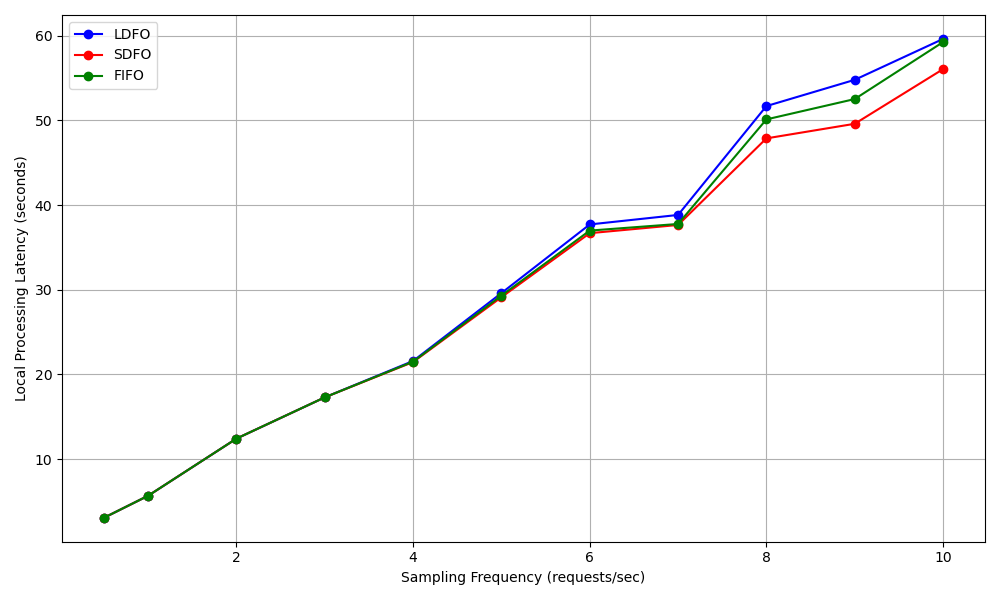 LDFO
SDFO
FIFO
60
50
40
30
20
10
Local Processing Latency (seconds)
2 4 6 8 10
Sampling Frequency (requests/sec)